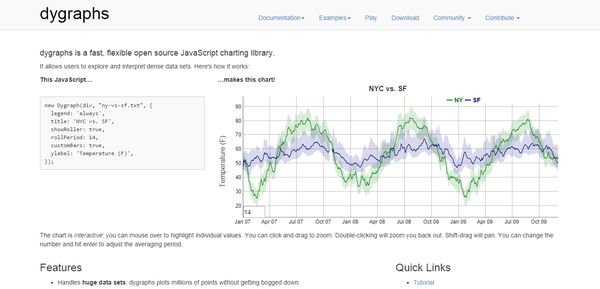 dygraphs
Documentation Examples Play Download Community Contribute
dygraphs is a fast, flexible open source JavaScript charting library.
It allows users to explore and interpret dense data sets. Here's how it works:
This JavaScript...
new Dygraph(div, "ny-vs-sf.txt", {
legend: 'always',
title: 'NYC vs. SF',
showRoller: true,
rollPeriod: 14,
customBars: true,
ylabel: 'Temperature (F)',
});
...makes this chart!
NYC vs. SF
NY SF
Temperature (F)
90
80
70
60
50
40
30
20
14
Jan 07 Apr 07 Jul 07 Oct 07 Jan 08 Apr 08 Jul 08 Oct 08 Jan 09 Apr 09 Jul 09 Oct 09
The chart is interactive: you can mouse over to highlight individual values. You can click and drag to zoom. Double-clicking will zoom you back out. Shift-drag will pan. You can change the
number and hit enter to adjust the averaging period.
Features
• Handles huge data sets: dygraphs plots millions of points without getting bogged down.
Quick Links
• Tutorial